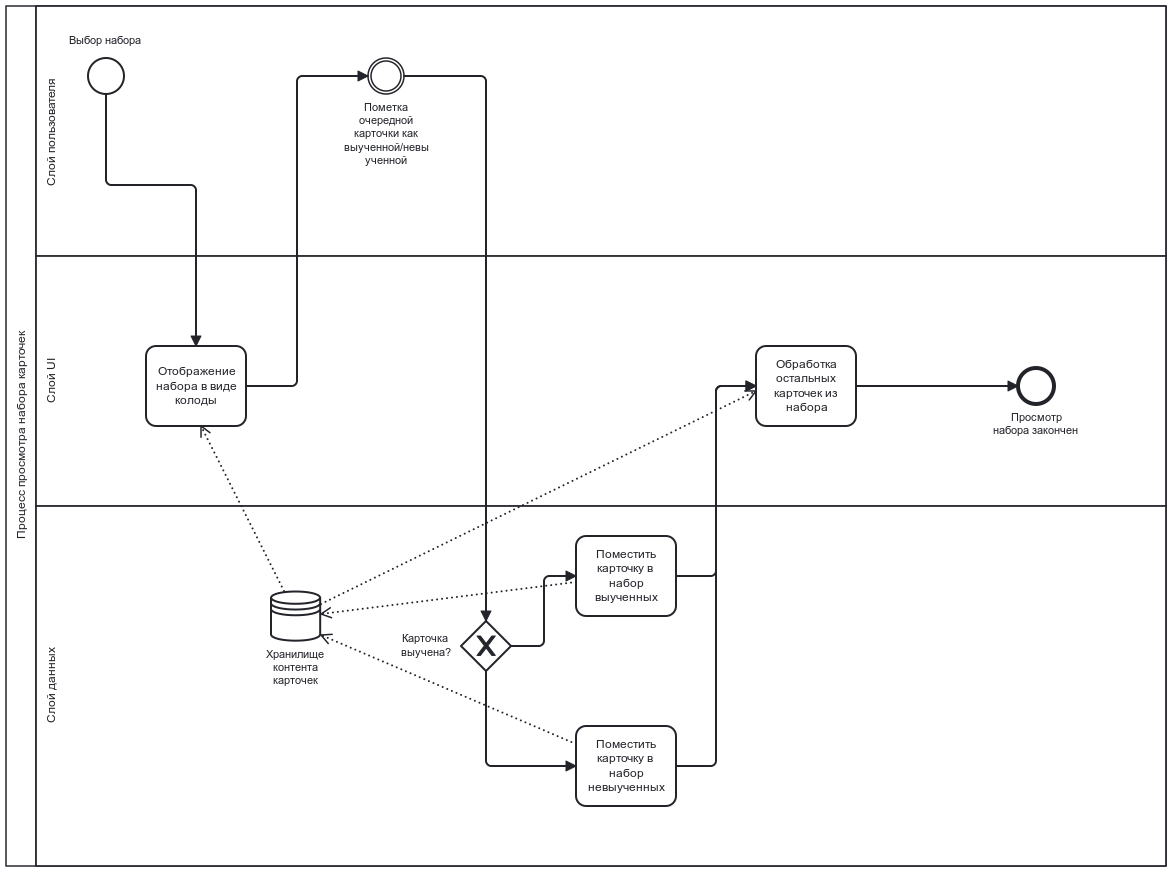 Процесс просмотра набора карточек
Слой пользователя
Выбор набора
Пометка
очередной
карточки как
выученной/невы
ученной
Слой UI
Отображение
набора в виде
колоды
Обработка
остальных
карточек из
набора
Просмотр
набора закончен
Слой данных
Хранилище
контента
карточек
Карточка
выучена?
Поместить
карточку в
набор
выученных
Поместить
карточку в
набор
невыученных